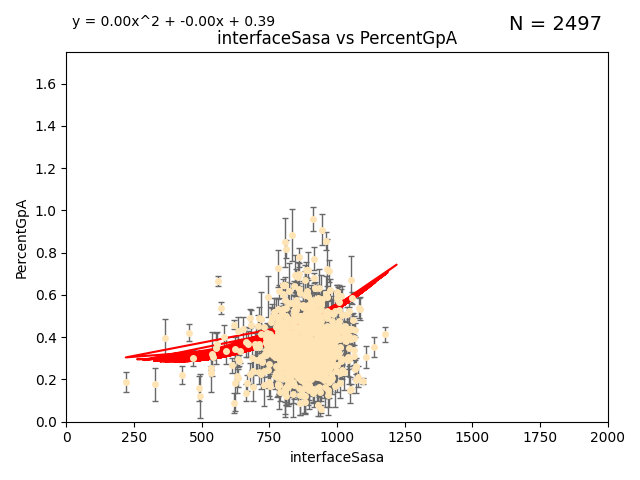 y = 0.00x^2 + -0.00x + 0.39
N = 2497
interfaceSasa vs PercentGpA
1.6
1.4
1.2
1.0
0.8
0.6
0.4
0.2
0.0
PercentGpA
0 250 500 750 1000 1250 1500 1750 2000
interfaceSasa